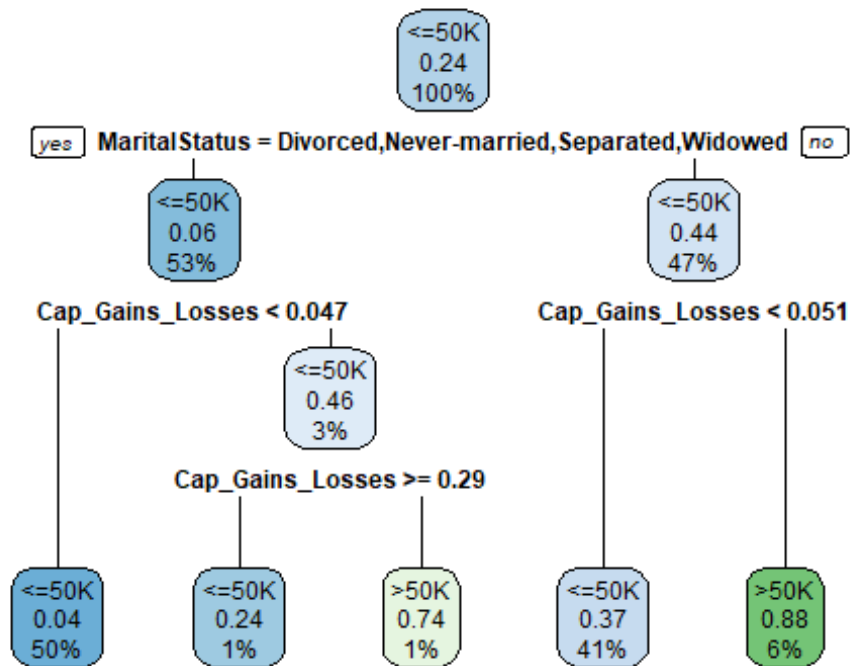 <=50K
0.24
100%
yes MaritalStatus = Divorced,Never-married,Separated,Widowed no
<=50K
0.06
53%
<=50K
0.44
47%
Cap_Gains_Losses < 0.047
Cap_Gains_Losses < 0.051
<=50K
0.46
3%
Cap_Gains_Losses >= 0.29
<=50K
0.04
50%
<=50K
0.24
1%
>50K
0.74
1%
<=50K
0.37
41%
>50K
0.88
6%